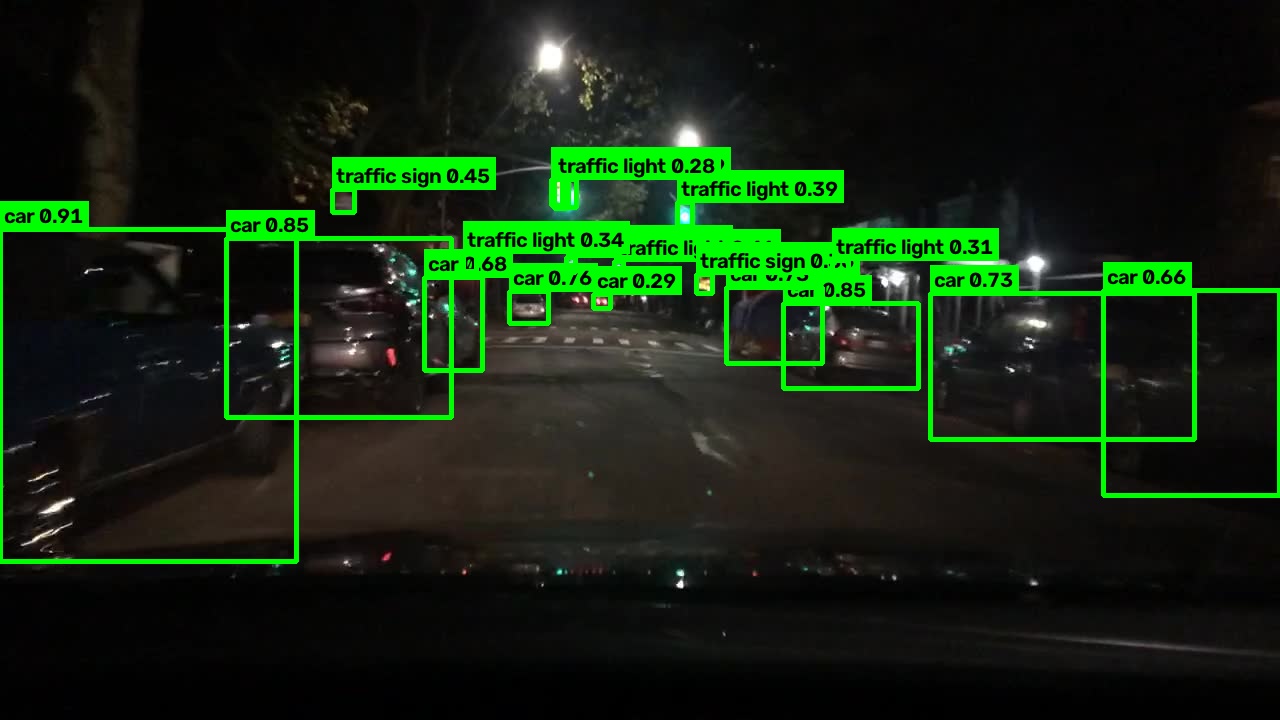 traffic light 0.28
traffic sign 0.45
traffic light 0.39
car 0.91
car 0.85
traffic light 0.34
traffic light 0.31
traffic sign
car 0.68
car 0.76
car 0.29
car 0.73
car 0.66
car 0.85